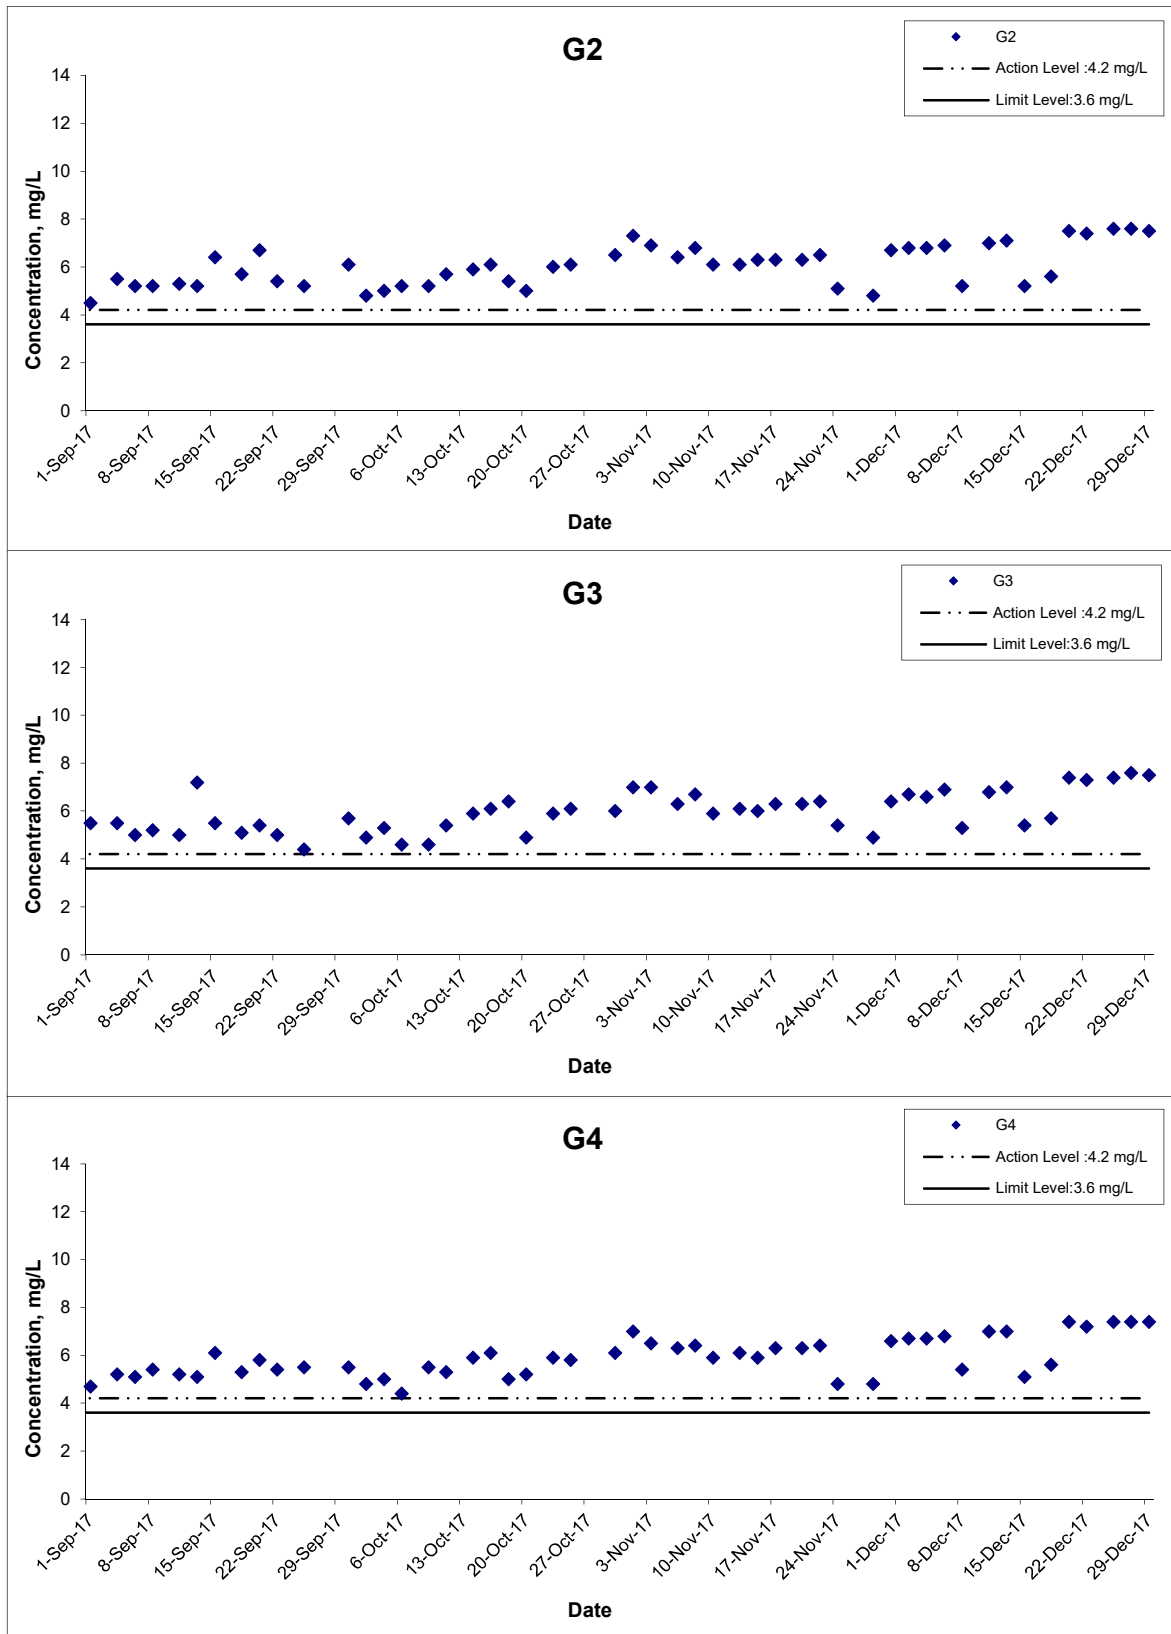 G2
G2
Action Level :4.2 mg/L
Limit Level:3.6 mg/L
Concentration, mg/L
14
12
10
8
6
4
2
0
1-Sep-17
8-Sep-17
15-Sep-17
22-Sep-17
29-Sep-17
6-Oct-17
13-Oct-17
20-Oct-17
27-Oct-17
3-Nov-17
10-Nov-17
17-Nov-17
24-Nov-17
1-Dec-17
8-Dec-17
15-Dec-17
22-Dec-17
29-Dec-17
Date
G3
G3
Action Level :4.2 mg/L
Limit Level:3.6 mg/L
Concentration, mg/L
14
12
10
8
6
4
2
0
1-Sep-17
8-Sep-17
15-Sep-17
22-Sep-17
29-Sep-17
6-Oct-17
13-Oct-17
20-Oct-17
27-Oct-17
3-Nov-17
10-Nov-17
17-Nov-17
24-Nov-17
1-Dec-17
8-Dec-17
15-Dec-17
22-Dec-17
29-Dec-17
Date
G4
G4
Action Level :4.2 mg/L
Limit Level:3.6 mg/L
Concentration, mg/L
14
12
10
8
6
4
2
0
1-Sep-17
8-Sep-17
15-Sep-17
22-Sep-17
29-Sep-17
6-Oct-17
13-Oct-17
20-Oct-17
27-Oct-17
3-Nov-17
10-Nov-17
17-Nov-17
24-Nov-17
1-Dec-17
8-Dec-17
15-Dec-17
22-Dec-17
29-Dec-17
Date